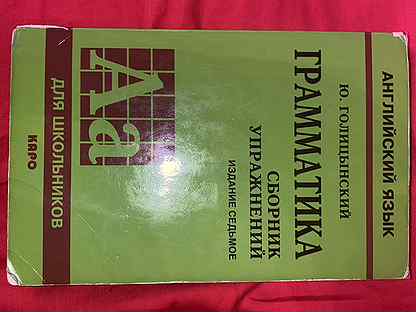 АНГЛИЙСКИЙ ЯЗЫК
Ю. ГОЛИЦЫНСКИЙ
ГРАММАТИКА
СБОРНИК
УПРАЖНЕНИЙ
ИЗДАНИЕ СЕДЬМОЕ
Aa
КАРО
ДЛЯ ШКОЛЬНИКОВ